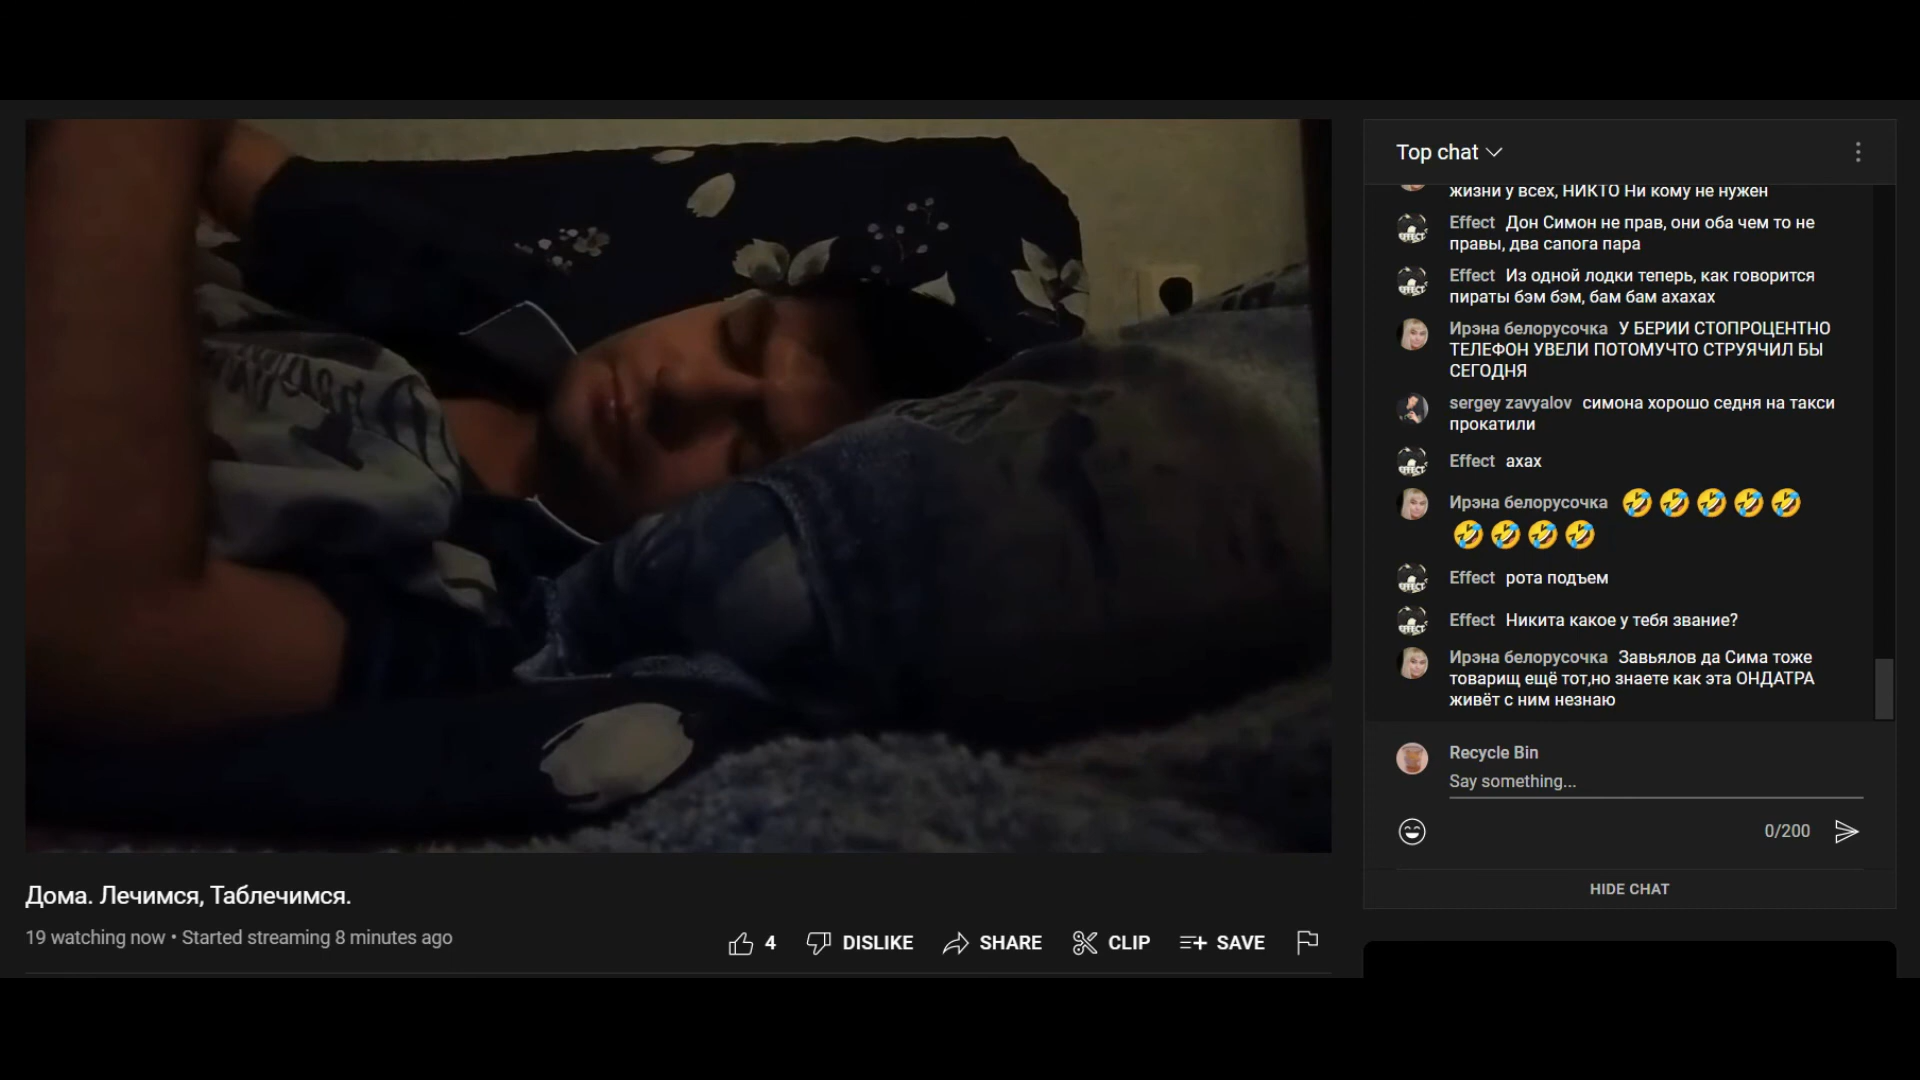 Top chat
жизни у всех, НИКТО Ни кому не нужен
Effect Дон Симон не прав, они оба чем то не
правы, два сапога пара
Effect Из одной лодки теперь, как говорится
пираты бэм бэм, бам бам ахахах
Ирэна белорусочка У БЕРИИ СТОПРОЦЕНТНО
ТЕЛЕФОН УВЕЛИ ПОТОМУЧТО СТРУЯЧИЛ БЫ
СЕГОДНЯ
sergey zavyalov симона хорошо седня на такси
прокатили
Effect ахах
Ирэна белорусочка 🤣🤣🤣🤣🤣
🤣🤣🤣🤣
Effect рота подъем
Effect Никита какое у тебя звание?
Ирэна белорусочка Завьялов да Сима тоже
товарищ ещё тот,но знаете как эта ОНДАТРА
живёт с ним незнаю
Recycle Bin
Say something...
0/200
HIDE CHAT
Дома. Лечимся, Таблечимся.
19 watching now • Started streaming 8 minutes ago
4 DISLIKE SHARE CLIP SAVE